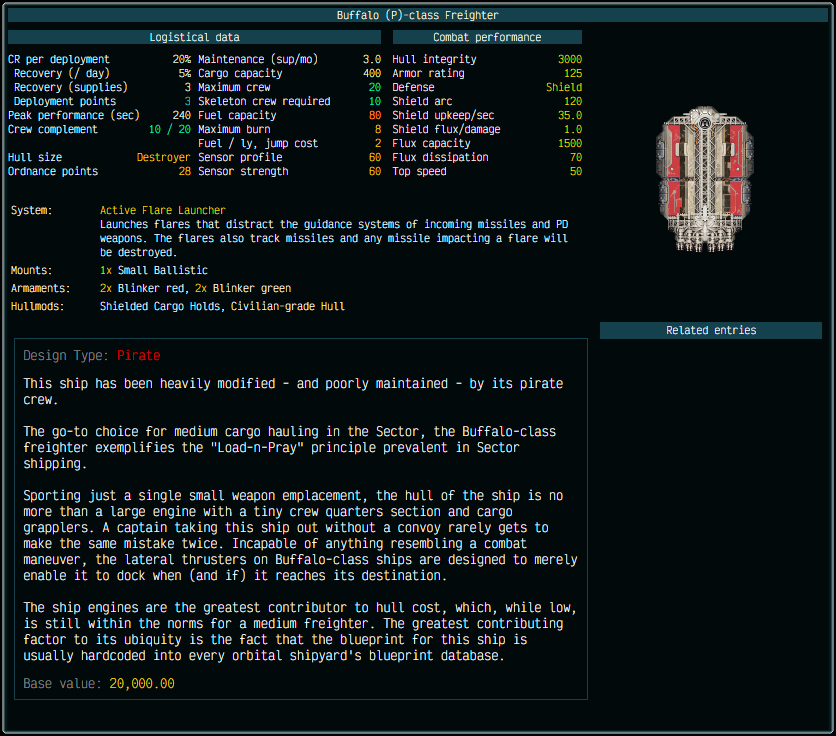 Buffalo (P)-class Freighter
Logistical data
Combat performance
CR per deployment 20% Maintenance (sup/mo) 3.0 Hull integrity 3000
Recovery (/ day) 5% Cargo capacity 400 Armor rating 125
Recovery (supplies) 3 Maximum crew 20 Defense Shield
Deployment points 3 Skeleton crew required 10 Shield arc 120
Peak performance (sec) 240 Fuel capacity 80 Shield upkeep/sec 35.0
Crew complement 10 / 20 Maximum burn 8 Shield flux/damage 1.0
Fuel / ly, jump cost 2 Flux capacity 1500
Hull size Destroyer Sensor profile 60 Flux dissipation 70
Ordnance points 28 Sensor strength 60 Top speed 50
System: Active Flare Launcher
Launches flares that distract the guidance systems of incoming missiles and PD
weapons. The flares also track missiles and any missile impacting a flare will
be destroyed.
Mounts: 1x Small Ballistic
Armaments: 2x Blinker red, 2x Blinker green
Hullmods: Shielded Cargo Holds, Civilian-grade Hull
Related entries
Design Type: Pirate
This ship has been heavily modified - and poorly maintained - by its pirate
crew.
The go-to choice for medium cargo hauling in the Sector, the Buffalo-class
freighter exemplifies the "Load-n-Pray" principle prevalent in Sector
shipping.
Sporting just a single small weapon emplacement, the hull of the ship is no
more than a large engine with a tiny crew quarters section and cargo
grapplers. A captain taking this ship out without a convoy rarely gets to
make the same mistake twice. Incapable of anything resembling a combat
maneuver, the lateral thrusters on Buffalo-class ships are designed to merely
enable it to dock when (and if) it reaches its destination.
The ship engines are the greatest contributor to hull cost, which, while low,
is still within the norms for a medium freighter. The greatest contributing
factor to its ubiquity is the fact that the blueprint for this ship is
usually hardcoded into every orbital shipyard's blueprint database.
Base value: 20,000.00